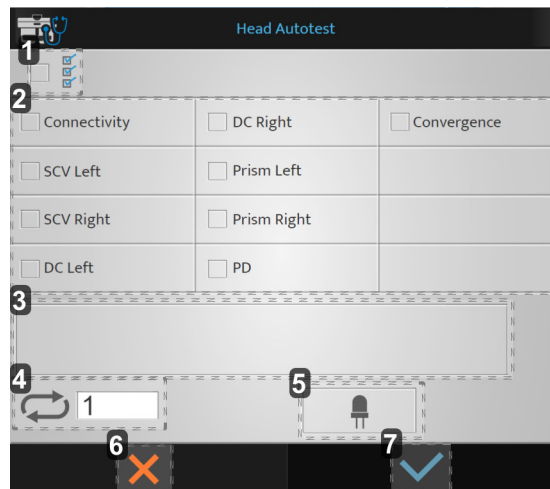 Head Autotest
1
2
Connectivity DC Right Convergence
SCV Left Prism Left
SCV Right Prism Right
DC Left PD
3
4
1
5
6
7